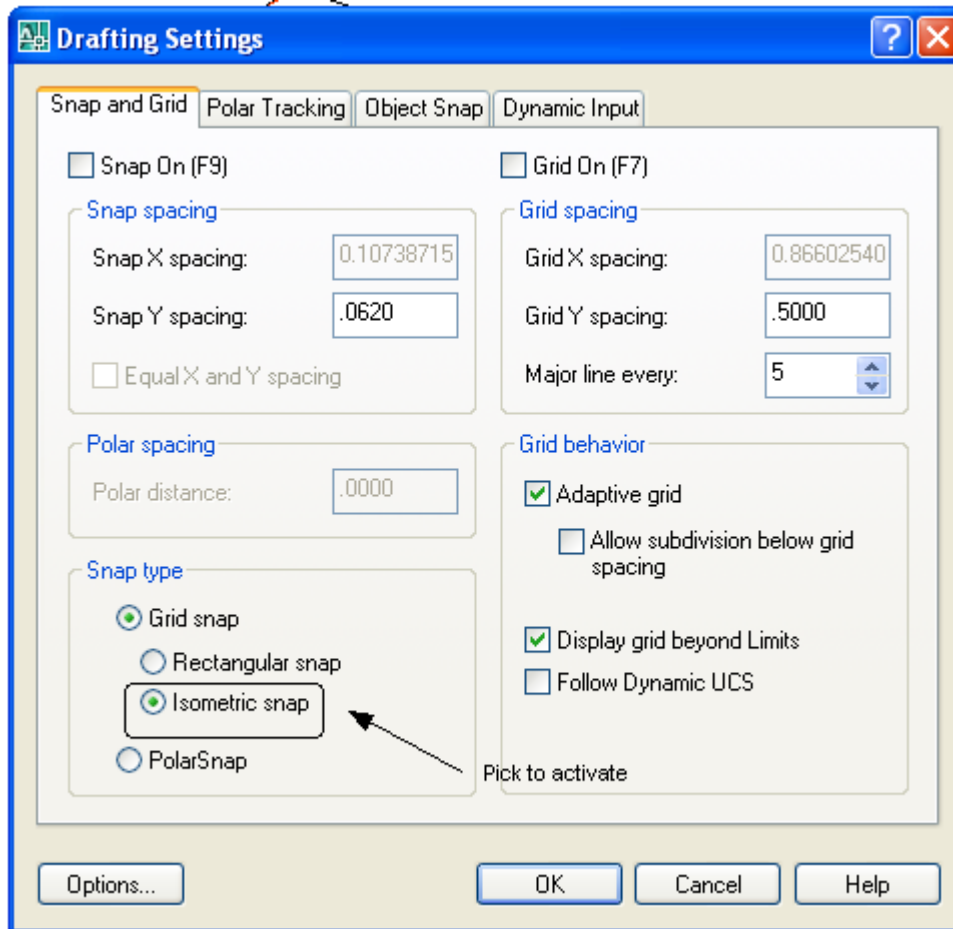 Drafting Settings
Snap and Grid
Polar Tracking
Object Snap
Dynamic Input
Snap On (F9)
Snap spacing
Snap X spacing:
0.10738715
Snap Y spacing:
.0620
Equal X and Y spacing
Polar spacing
Polar distance:
.0000
Snap type
Grid snap
Rectangular snap
Isometric snap
PolarSnap
Grid On (F7)
Grid spacing
Grid X spacing:
0.86602540
Grid Y spacing:
.5000
Major line every:
5
Grid behavior
Adaptive grid
Allow subdivision below grid
spacing
Display grid beyond Limits
Follow Dynamic UCS
Pick to activate
Options...
OK
Cancel
Help